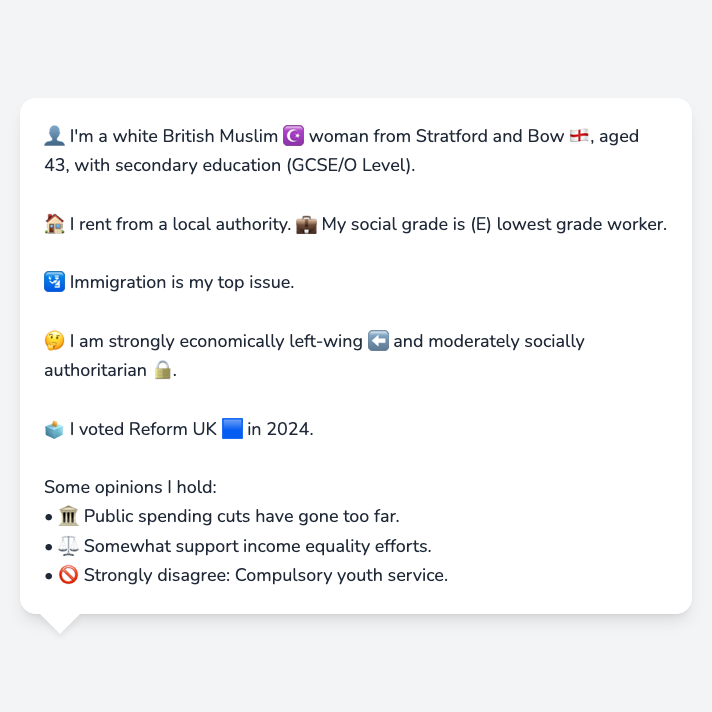 👤 I'm a white British Muslim ☪️ woman from Stratford and Bow 🏴󠁧󠁢󠁥󠁮󠁧󠁿, aged
43, with secondary education (GCSE/O Level).
🏠 I rent from a local authority. 💼 My social grade is (E) lowest grade worker.
🛂 Immigration is my top issue.
🤔 I am strongly economically left-wing ⬅️ and moderately socially
authoritarian 🔒.
🗳️ I voted Reform UK 🟦 in 2024.
Some opinions I hold:
• 🏛️ Public spending cuts have gone too far.
• ⚖️ Somewhat support income equality efforts.
• 🚫 Strongly disagree: Compulsory youth service.